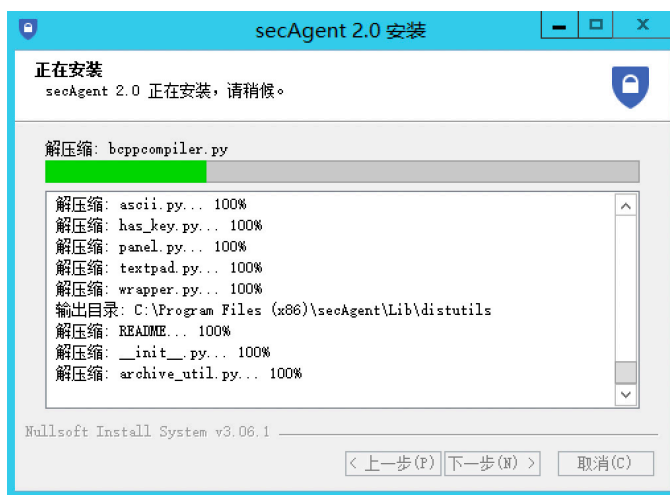 secAgent 2.0 安装
正在安装
secAgent 2.0 正在安装，请稍候。
解压缩: bcppcompiler.py
解压缩: ascii.py... 100%
解压缩: has_key.py... 100%
解压缩: panel.py... 100%
解压缩: textpad.py... 100%
解压缩: wrapper.py... 100%
输出目录: C:\Program Files (x86)\secAgent\Lib\distutils
解压缩: README... 100%
解压缩: __init__.py... 100%
解压缩: archive_util.py... 100%
Nullsoft Install System v3.06.1
< 上一步(P) 下一步(N) > 取消(C)